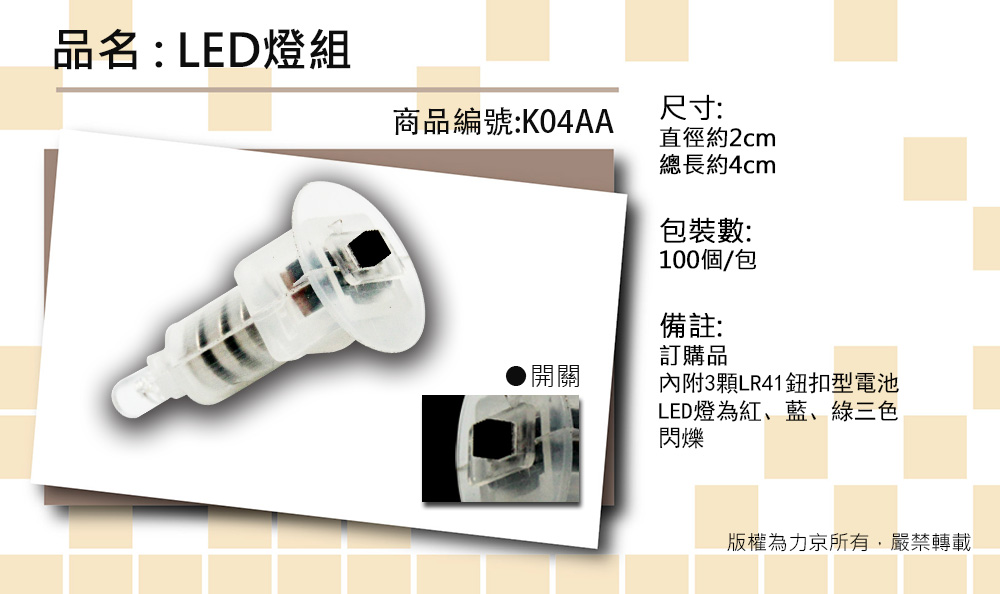 品名 : LED燈組
商品編號:K04AA
尺寸:
直徑約2cm
總長約4cm
包裝數:
100個/包
備註:
訂購品
內附3顆LR41鈕扣型電池
LED燈為紅、藍、綠三色
閃爍
●開關
版權為力京所有，嚴禁轉載